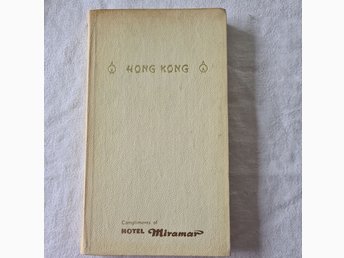 HONG KONG
Compliments of
HOTEL Miramar